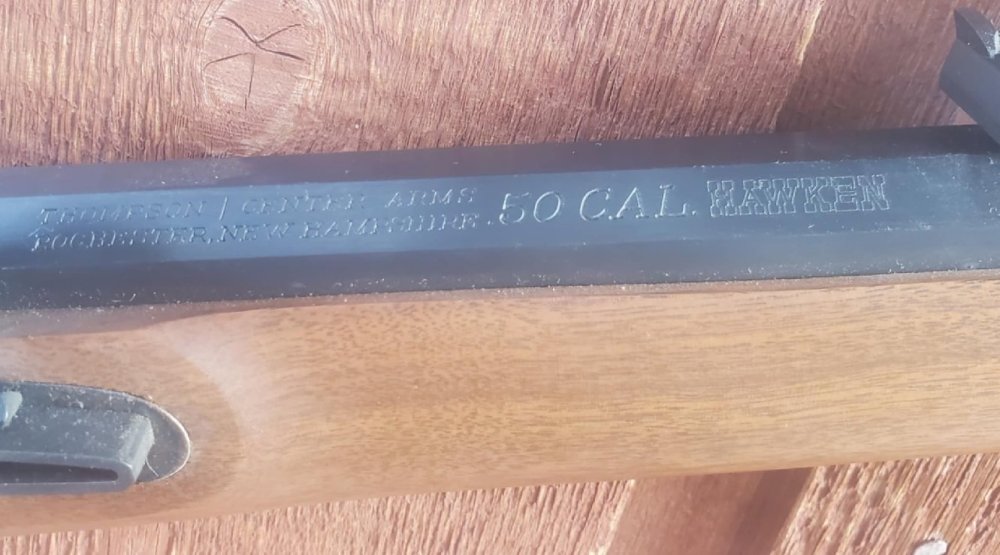 THOMPSON / CENTER ARMS
ROCHESTER, NEW HAMPSHIRE. .50 CAL. HAWKEN